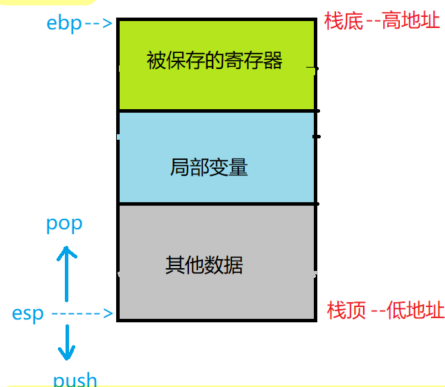 ebp-->
栈底--高地址
被保存的寄存器
局部变量
pop
其他数据
esp ------>
栈顶 --低地址
push